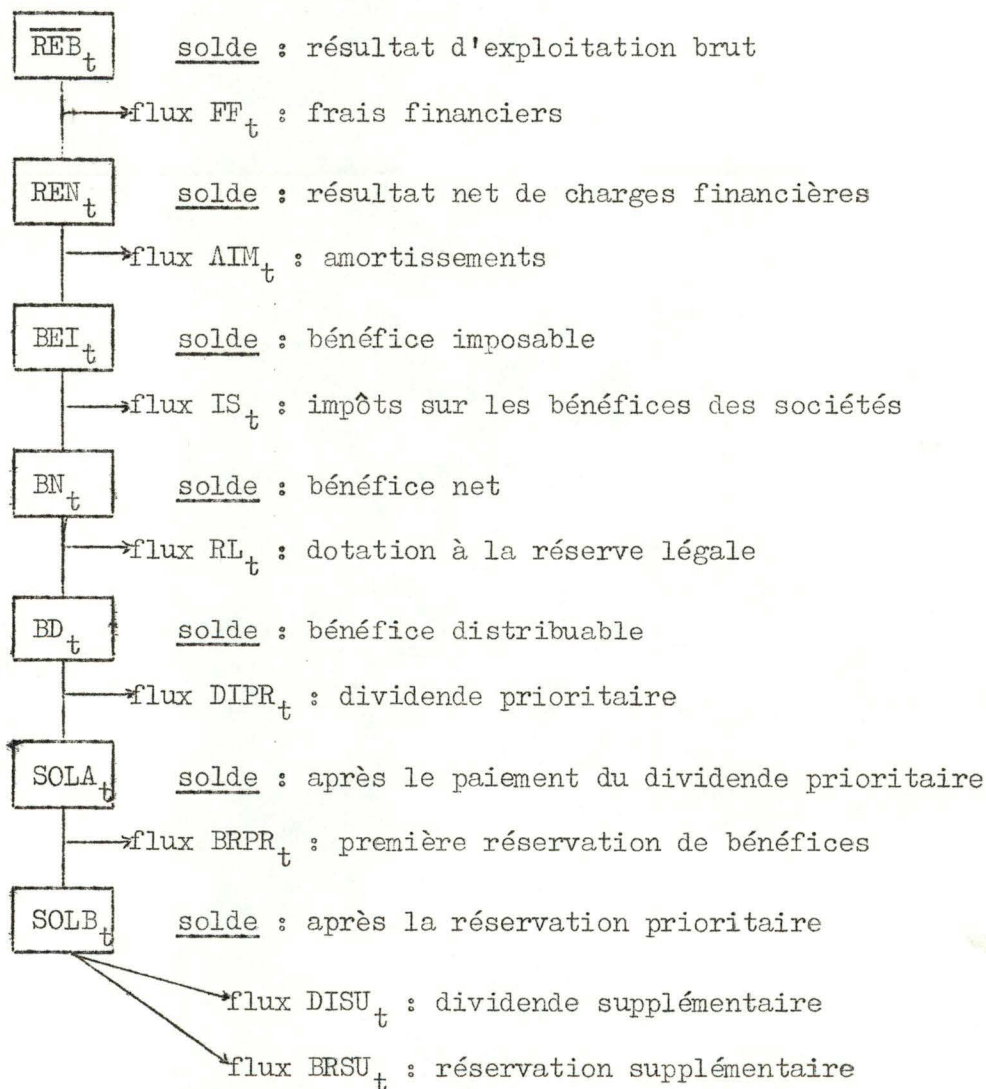 REB_t solde : résultat d'exploitation brut
flux FF_t : frais financiers
REN_t solde : résultat net de charges financières
flux AIM_t : amortissements
BEI_t solde : bénéfice imposable
flux IS_t : impôts sur les bénéfices des sociétés
BN_t solde : bénéfice net
flux RL_t : dotation à la réserve légale
BD_t solde : bénéfice distribuable
flux DIPR_t : dividende prioritaire
SOLA_t solde : après le paiement du dividende prioritaire
flux BRPR_t : première réservation de bénéfices
SOLB_t solde : après la réservation prioritaire
flux DISU_t : dividende supplémentaire
flux BRSU_t : réservation supplémentaire